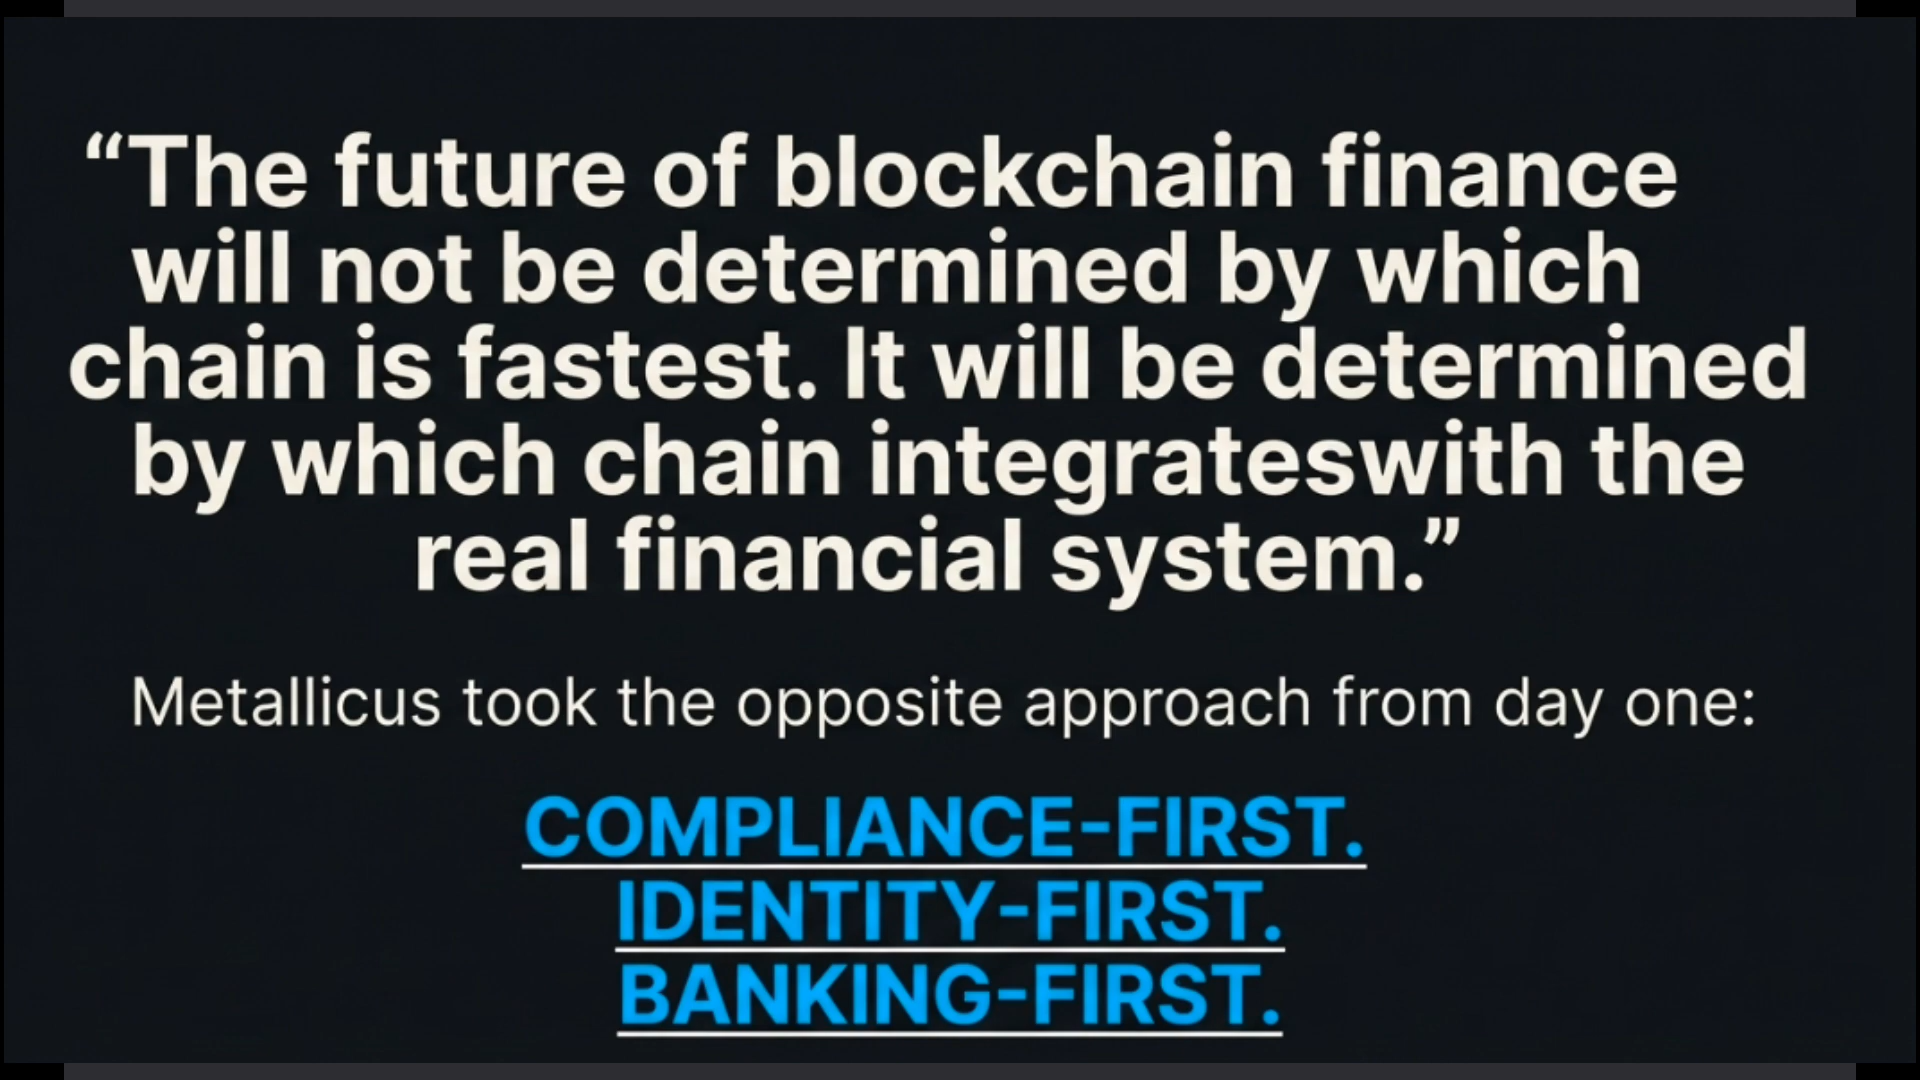 “The future of blockchain finance
will not be determined by which
chain is fastest. It will be determined
by which chain integrateswith the
real financial system.”
Metallicus took the opposite approach from day one:
COMPLIANCE-FIRST.
IDENTITY-FIRST.
BANKING-FIRST.